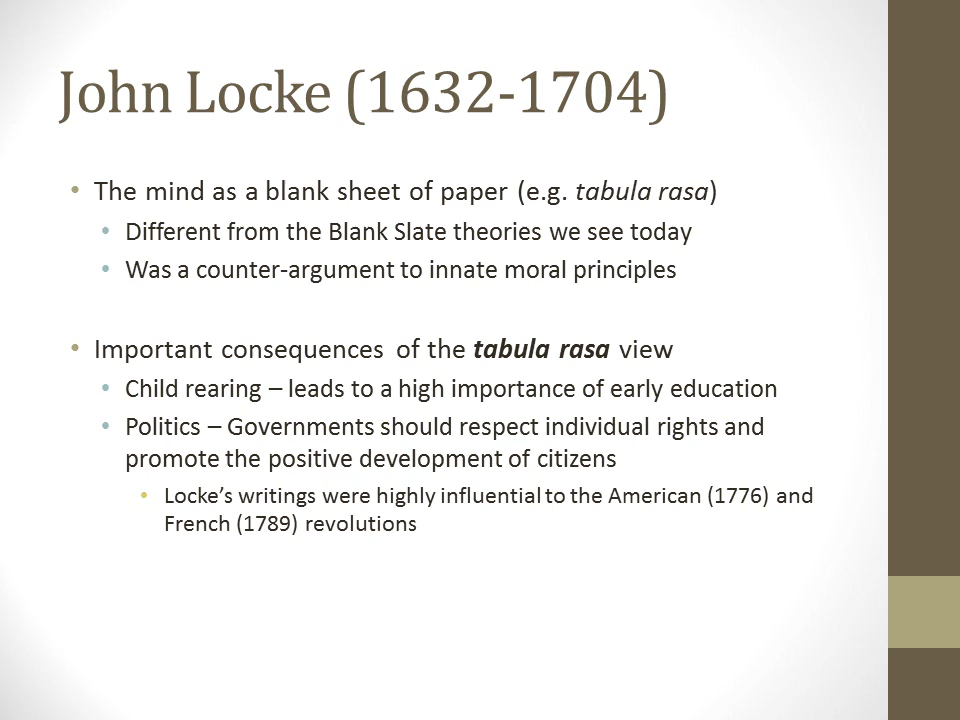 John Locke (1632-1704)
• The mind as a blank sheet of paper (e.g. tabula rasa)
• Different from the Blank Slate theories we see today
• Was a counter-argument to innate moral principles
• Important consequences of the tabula rasa view
• Child rearing – leads to a high importance of early education
• Politics – Governments should respect individual rights and
promote the positive development of citizens
• Locke’s writings were highly influential to the American (1776) and
French (1789) revolutions